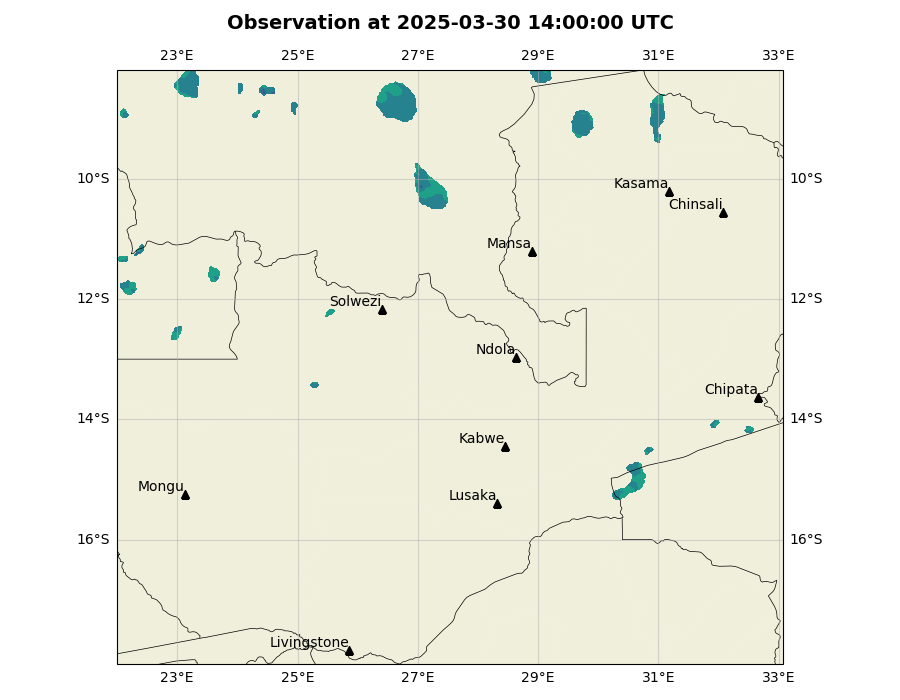 Observation at 2025-03-30 14:00:00 UTC
23°E 25°E 27°E 29°E 31°E 33°E
10°S 10°S
Kasama
Chinsali
Mansa
12°S 12°S
Solwezi
Ndola
Chipata
14°S 14°S
Kabwe
Mongu
Lusaka
16°S 16°S
Livingstone
23°E 25°E 27°E 29°E 31°E 33°E